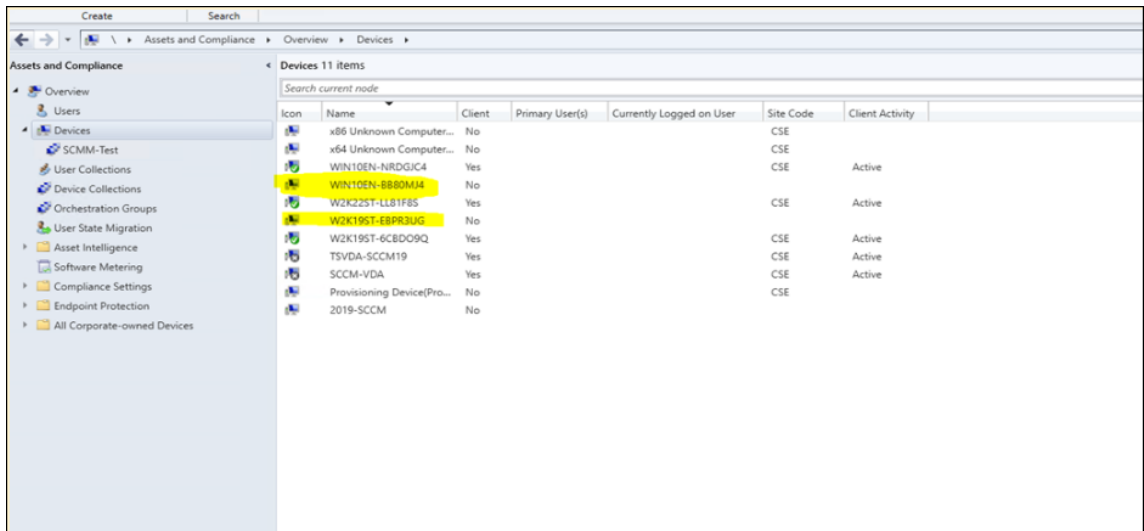 Create Search
\ Assets and Compliance Overview Devices
Assets and Compliance
Overview
Users
Devices
SCMM-Test
User Collections
Device Collections
Orchestration Groups
User State Migration
Asset Intelligence
Software Metering
Compliance Settings
Endpoint Protection
All Corporate-owned Devices
Devices 11 items
Search current node
Icon Name Client Primary User(s) Currently Logged on User Site Code Client Activity
x86 Unknown Computer... No CSE
x64 Unknown Computer... No CSE
WIN10EN-NRDGJC4 Yes CSE Active
WIN10EN-BB80MJ4 No
W2K22ST-LL81F8S Yes CSE Active
W2K19ST-EBPR3UG No
W2K19ST-6CBDO9Q Yes CSE Active
TSVDA-SCCM19 Yes CSE Active
SCCM-VDA Yes CSE Active
Provisioning Device(Pro... No CSE
2019-SCCM No